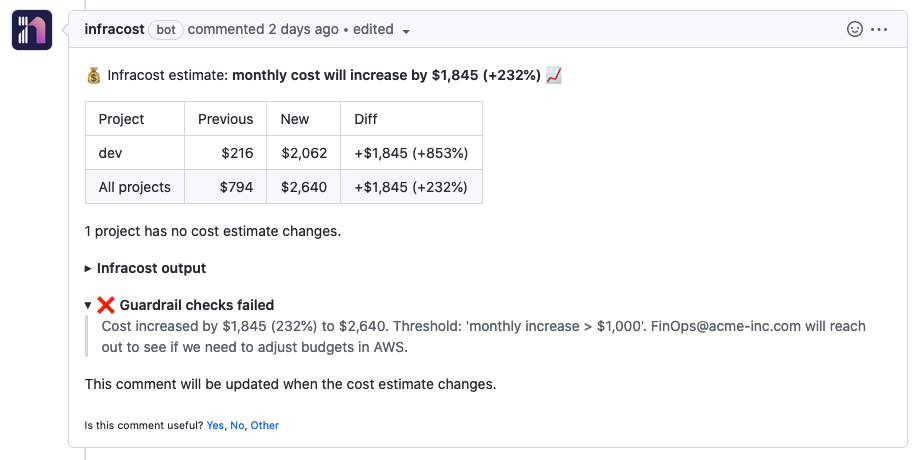 infracost bot commented 2 days ago • edited
Infracost estimate: monthly cost will increase by $1,845 (+232%)
Project Previous New Diff
dev $216 $2,062 +$1,845 (+853%)
All projects $794 $2,640 +$1,845 (+232%)
1 project has no cost estimate changes.
Infracost output
Guardrail checks failed
Cost increased by $1,845 (232%) to $2,640. Threshold: 'monthly increase > $1,000'. FinOps@acme-inc.com will reach
out to see if we need to adjust budgets in AWS.
This comment will be updated when the cost estimate changes.
Is this comment useful? Yes, No, Other